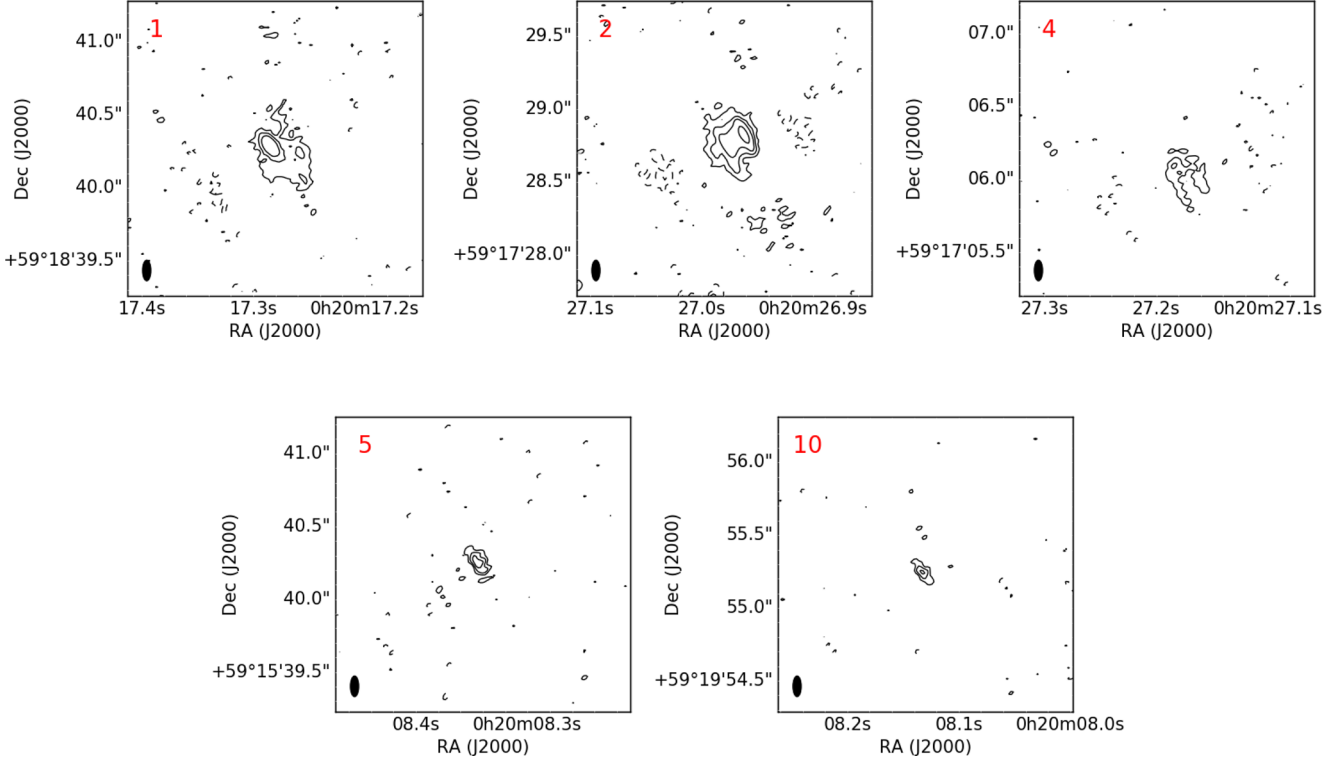 1
41.0"
40.5"
40.0"
+59°18'39.5"
Dec (J2000)
17.4s 17.3s 0h20m17.2s
RA (J2000)
2
29.5"
29.0"
28.5"
+59°17'28.0"
Dec (J2000)
27.1s 27.0s 0h20m26.9s
RA (J2000)
4
07.0"
06.5"
06.0"
+59°17'05.5"
Dec (J2000)
27.3s 27.2s 0h20m27.1s
RA (J2000)
5
41.0"
40.5"
40.0"
+59°15'39.5"
Dec (J2000)
08.4s 0h20m08.3s
RA (J2000)
10
56.0"
55.5"
55.0"
+59°19'54.5"
Dec (J2000)
08.2s 08.1s 0h20m08.0s
RA (J2000)